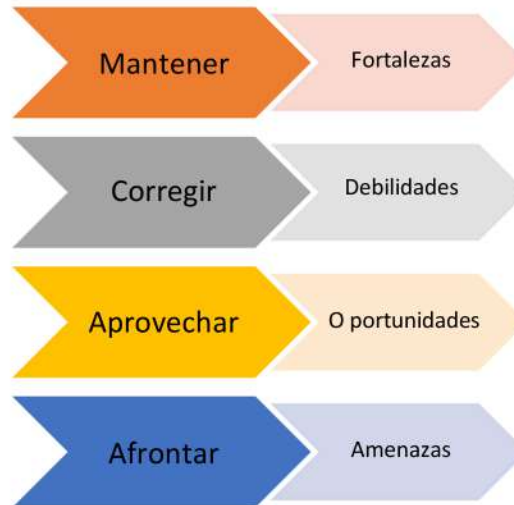 Mantener
Fortalezas
Corregir
Debilidades
Aprovechar
O portunidades
Afrontar
Amenazas